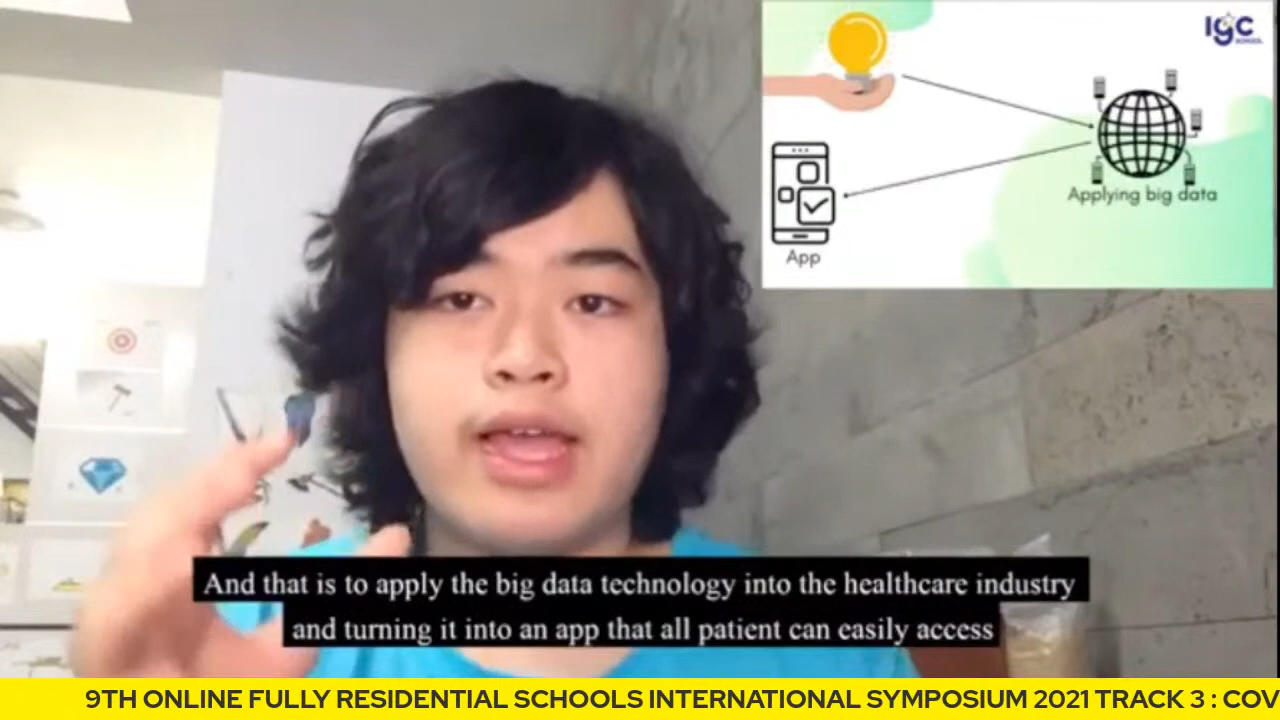 IgC
SCHOOL
Applying big data
App
And that is to apply the big data technology into the healthcare industry
and turning it into an app that all patient can easily access
9TH ONLINE FULLY RESIDENTIAL SCHOOLS INTERNATIONAL SYMPOSIUM 2021 TRACK 3 : COV